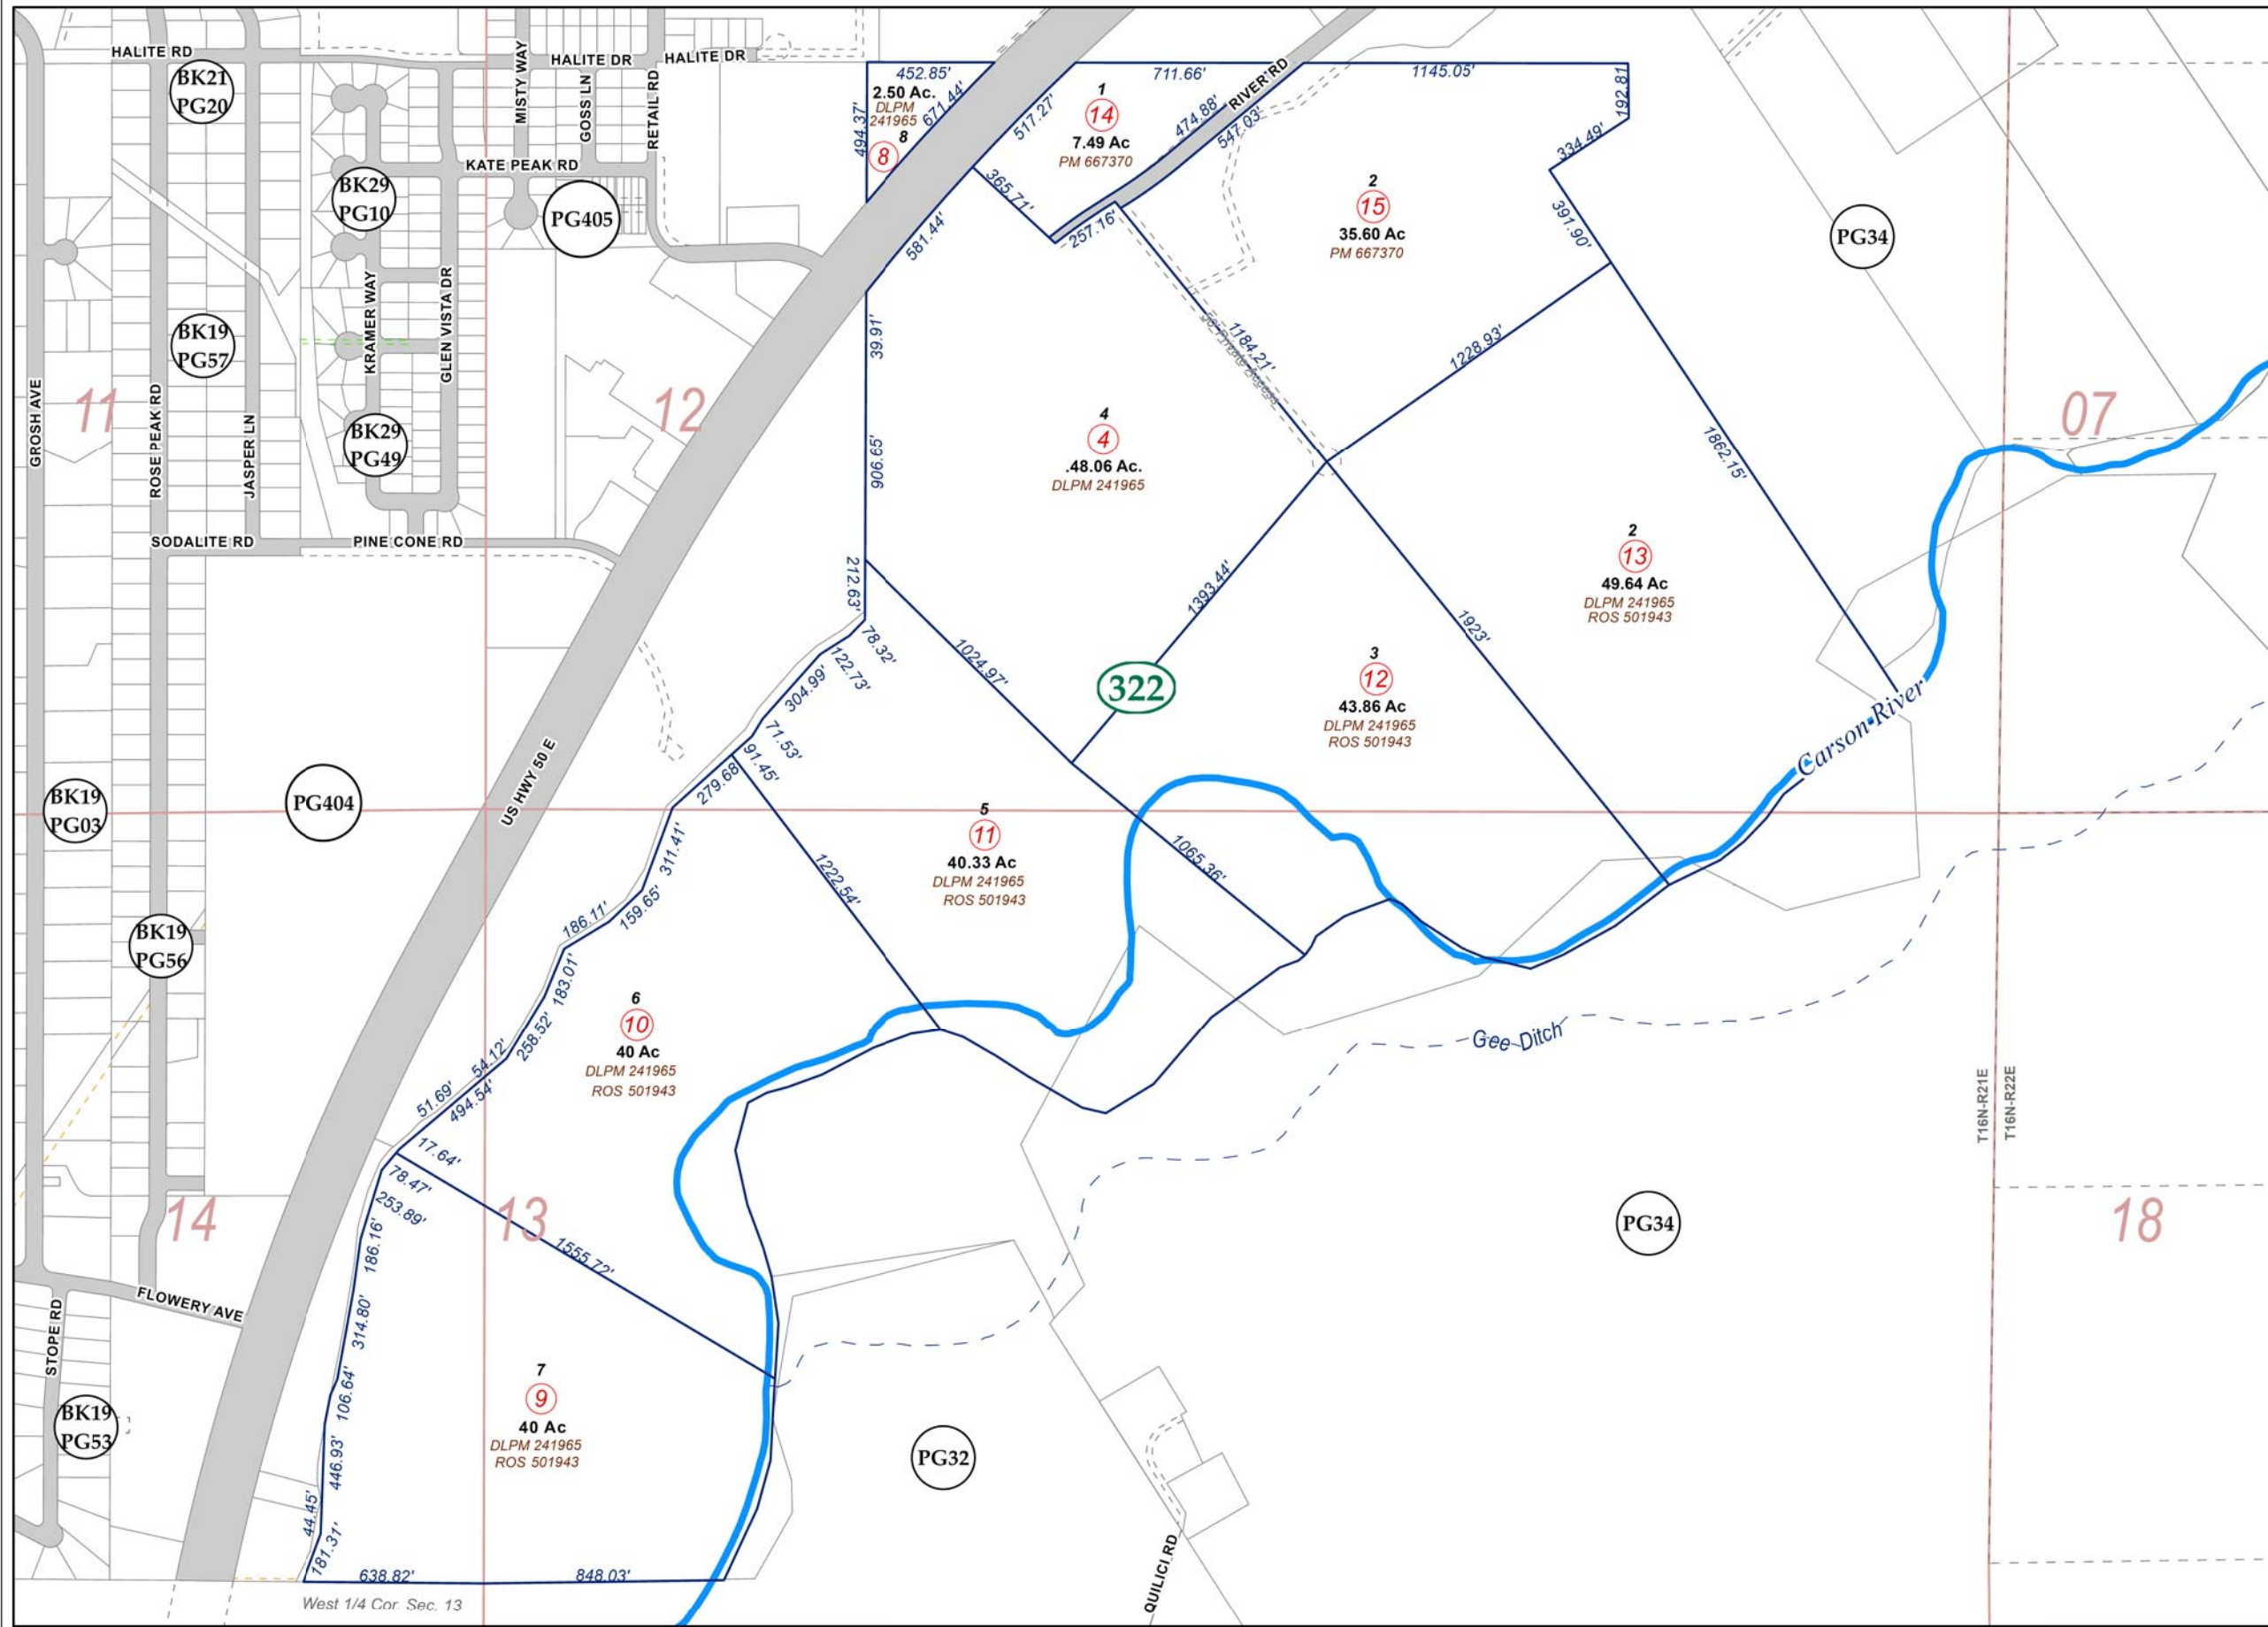 HALITE RD
BK21
PG20
MISTY WAY
HALITE DR
GOSS LN
RETAIL RD
HALITE DR
KATE PEAK RD
BK29
PG10
PG405
KRAMER WAY
GLEN VISTA DR
BK19
PG57
GROSH AVE
11
ROSE PEAK RD
JASPER LN
BK29
PG49
12
SODALITE RD
PINE CONE RD
452.85'
2.50 Ac.
DLPM
241965
8
8
494.37'
671.44'
517.27'
1
14
7.49 Ac
PM 667370
711.66'
474.88'
RIVER RD
547.03'
365.71'
257.16'
581.44'
1145.05'
192.81
334.49'
391.90'
2
15
35.60 Ac
PM 667370
PG34
39.91'
906.65'
4
4
.48.06 Ac.
DLPM 241965
1184.21'
50' Private Access
1228.93'
1862.15'
07
212.63'
78.32'
122.73'
304.99'
71.53'
91.45'
279.68
1024.97'
1393.44'
322
1923'
2
13
49.64 Ac
DLPM 241965
ROS 501943
3
12
43.86 Ac
DLPM 241965
ROS 501943
Carson River
BK19
PG03
PG404
US HWY 50 E
5
11
40.33 Ac
DLPM 241965
ROS 501943
1065.36'
1222.54'
311.41'
159.65'
186.11'
183.01'
258.52'
54.12'
51.69'
494.54'
BK19
PG56
6
10
40 Ac
DLPM 241965
ROS 501943
Gee-Ditch
T16N-R21E
T16N-R22E
17.64'
78.47'
253.89'
186.16'
314.80'
106.64'
446.93'
44.45'
181.31'
14
13
1555.72'
PG34
18
FLOWERY AVE
STOPE RD
BK19
PG53
7
9
40 Ac
DLPM 241965
ROS 501943
PG32
QUILICI RD
638.82'
848.03'
West 1/4 Cor. Sec. 13